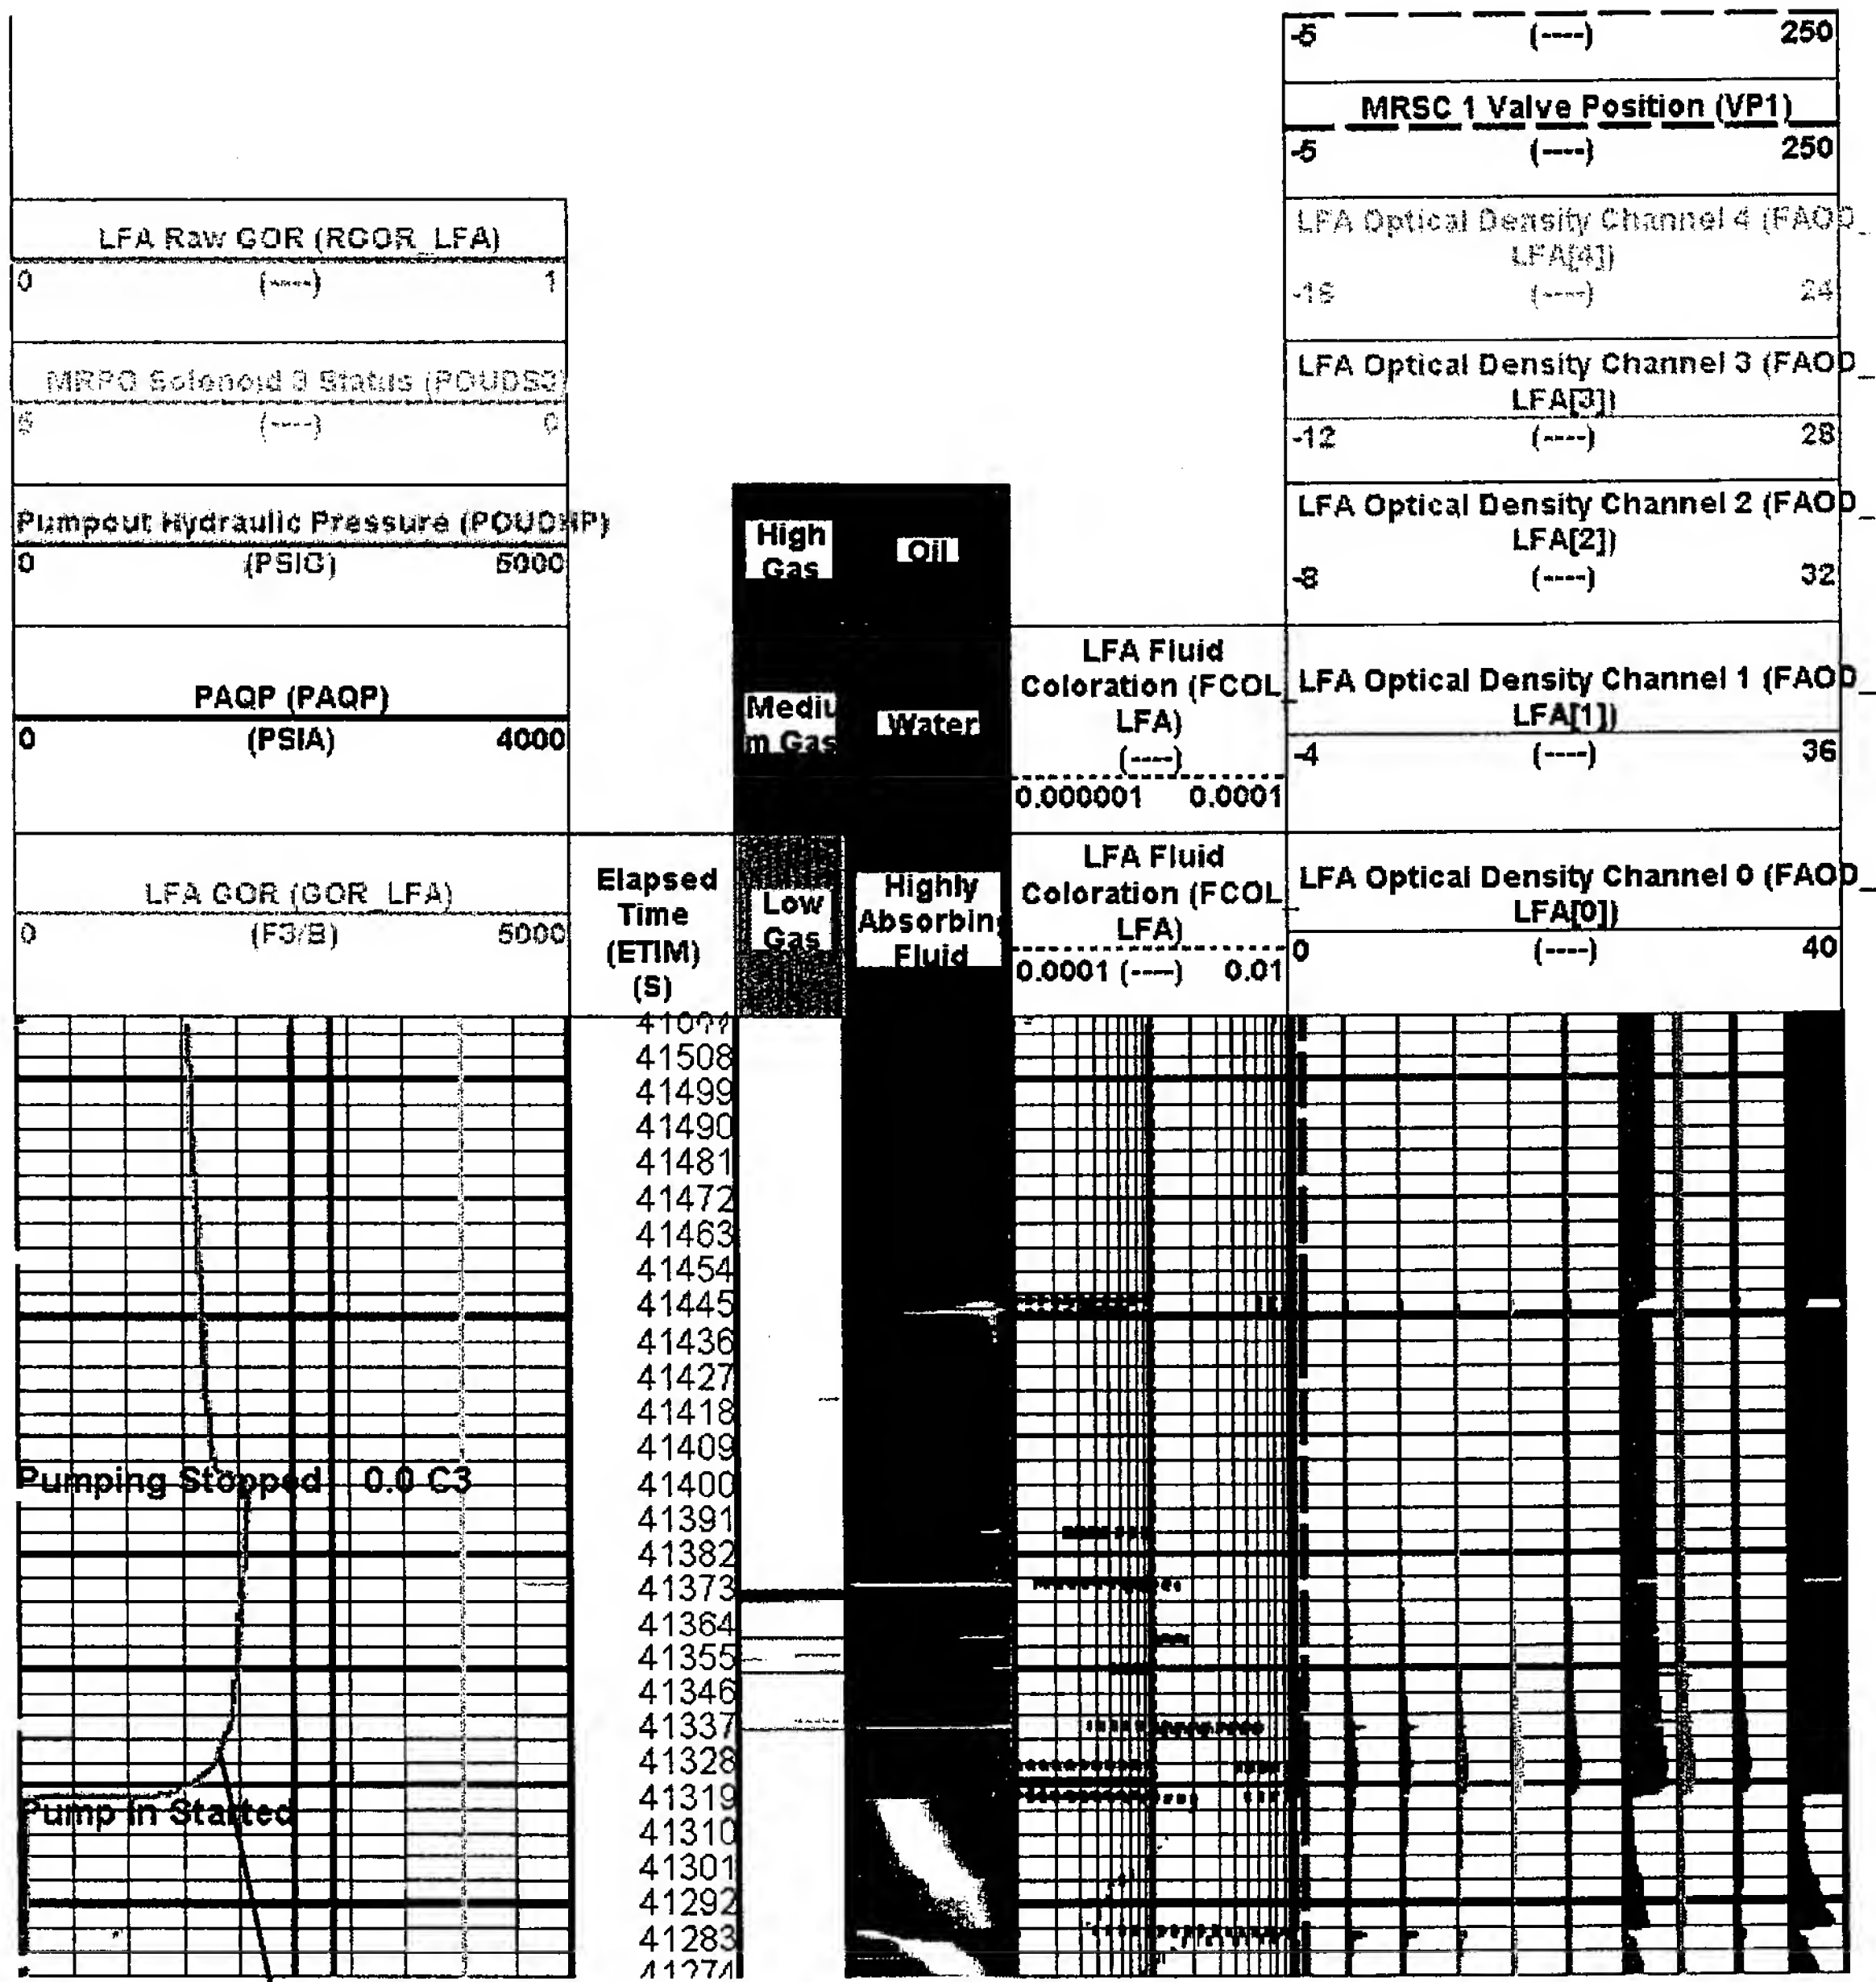 -5 (----) 250
MRSC 1 Valve Position (VP1)
-5 (----) 250
LFA Raw GOR (RGOR_LFA)
0 (----) 1
LFA Optical Density Channel 4 (FAOD_
LFA[4])
-16 (----) 24
MRPO Solenoid 3 Status (POUDS3)
(----) 0
LFA Optical Density Channel 3 (FAOD_
LFA[3])
-12 (----) 28
Pumpout Hydraulic Pressure (POUDHP)
0 (PSIG) 5000
High
Gas
Oil
LFA Optical Density Channel 2 (FAOD_
LFA[2])
-8 (----) 32
PAQP (PAQP)
0 (PSIA) 4000
Mediu
m Gas
Water
LFA Fluid
Coloration (FCOL_
LFA)
(----)
0.000001 0.0001
LFA Optical Density Channel 1 (FAOD_
LFA[1])
-4 (----) 36
LFA GOR (GOR_LFA)
0 (F3/B) 5000
Elapsed
Time
(ETIM)
(S)
Low
Gas
Highly
Absorbin
Fluid
LFA Fluid
Coloration (FCOL_
LFA)
0.0001 (----) 0.01
LFA Optical Density Channel 0 (FAOD_
LFA[0])
0 (----) 40
41508
41499
41490
41481
41472
41463
41454
41445
41436
41427
41418
41409
Pumping Stopped 0.0 C3
41400
41391
41382
41373
41364
41355
41346
41337
41328
41319
Pump In Started
41310
41301
41292
41283
41274